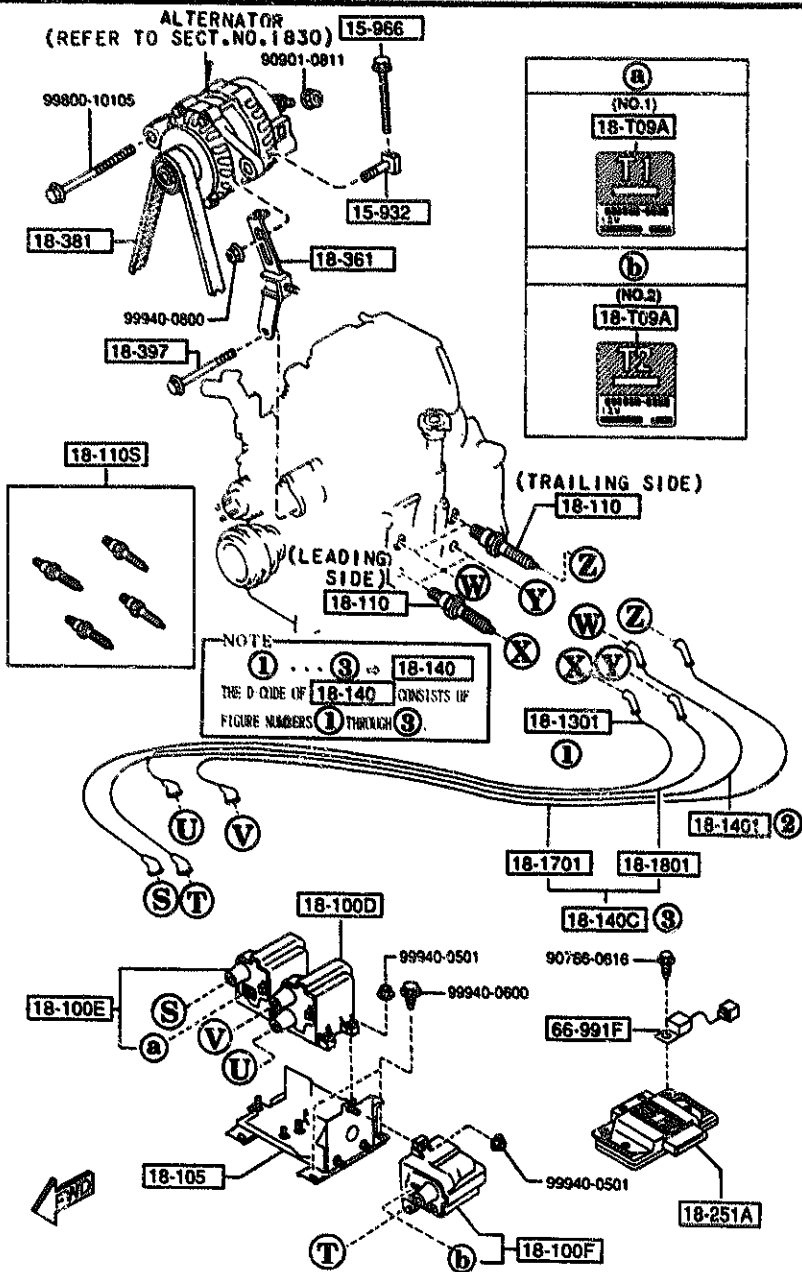 ALTERNATOR
(REFER TO SECT.NO.1830)
15-966
90901-0811
99800-10105
15-932
18-381
18-361
99940-0800
18-397
a
(NO.1)
18-T09A
T1
12V
b
(NO.2)
18-T09A
T2
12V
18-110S
(TRAILING SIDE)
18-110
Z
(LEADING
SIDE)
W
Y
18-110
X
W
Z
X
Y
NOTE
1 ... 3 ⇨ 18-140
THE D CODE OF 18-140 CONSISTS OF
FIGURE NUMBERS 1 THROUGH 3.
18-1301
1
U
V
S
T
18-1401 2
18-1701
18-1801
18-140C 3
18-100D
99940-0501
99940-0600
90786-0616
18-100E
S
a
V
U
66-991F
18-105
99940-0501
18-251A
FWD
T
b
18-100F